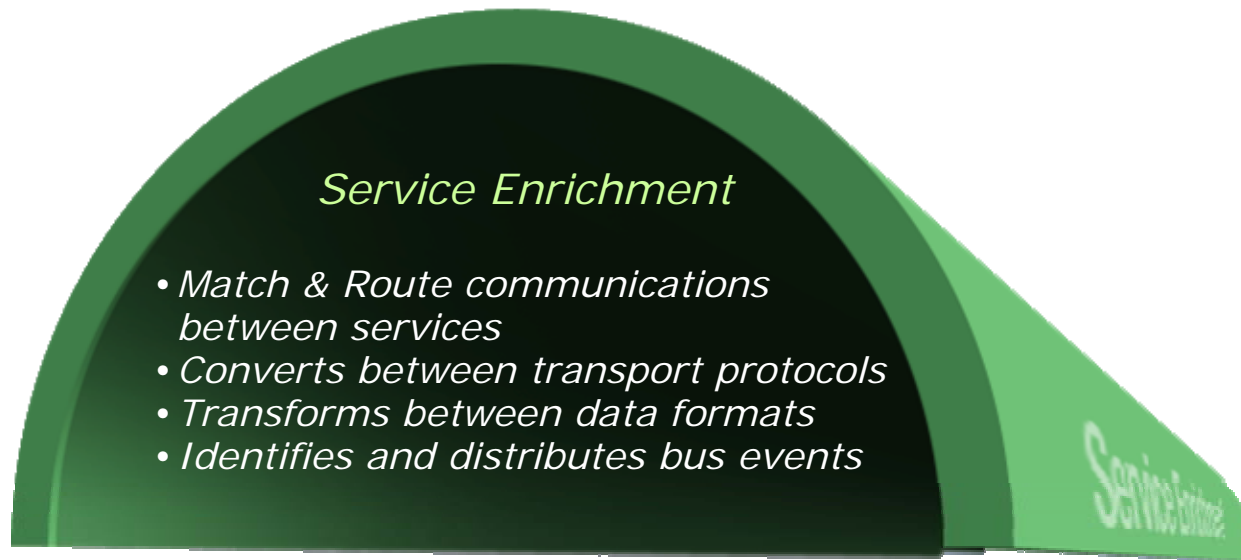 Service Enrichment
• Match & Route communications
between services
• Converts between transport protocols
• Transforms between data formats
• Identifies and distributes bus events
Service